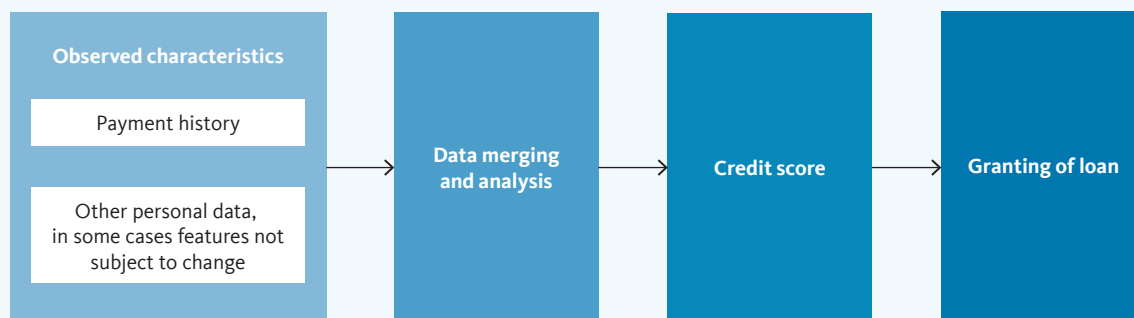 Observed characteristics
Payment history
Other personal data,
in some cases features not
subject to change
Data merging
and analysis
Credit score
Granting of loan